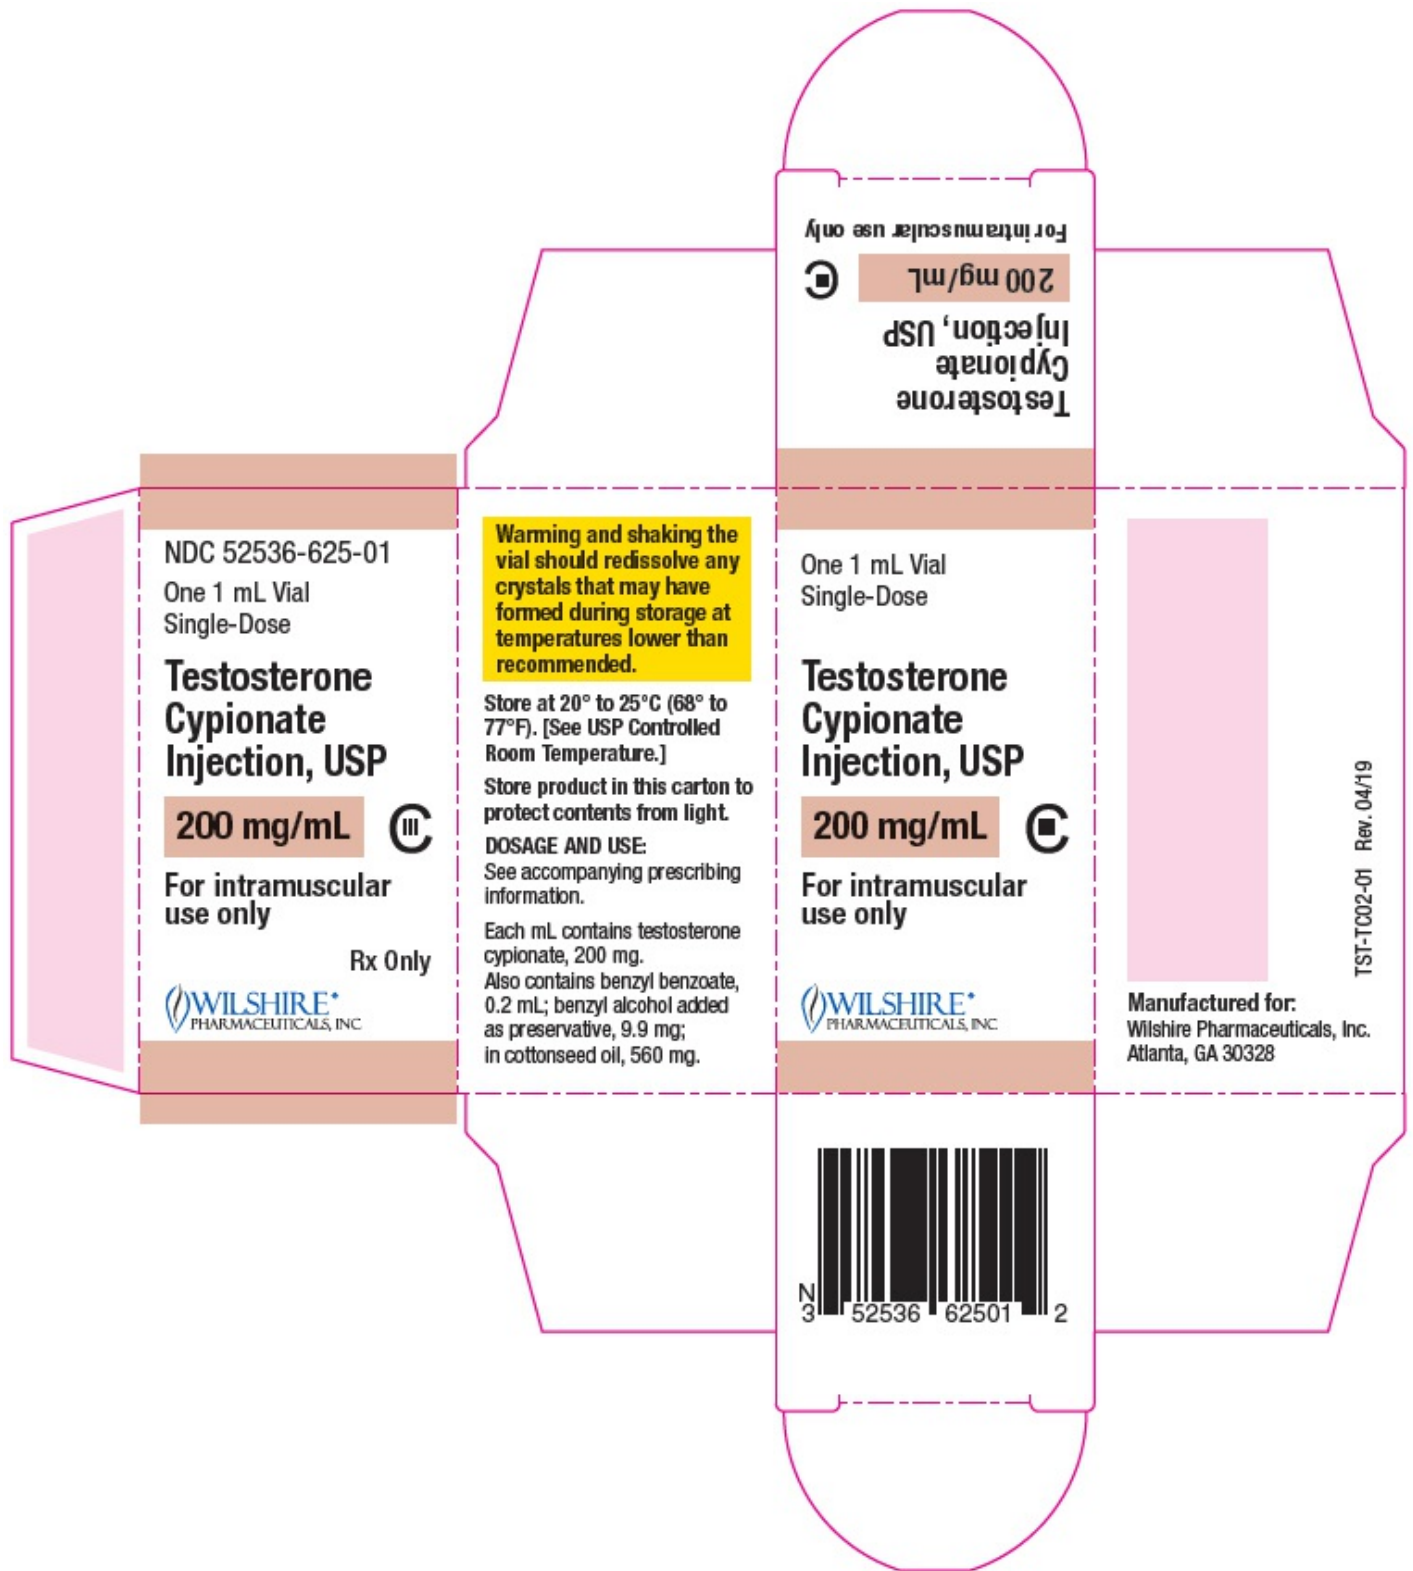 For intramuscular use only
200 mg/mL
Testosterone
Cypionate
Injection, USP
NDC 52536-625-01
One 1 mL Vial
Single-Dose
Testosterone
Cypionate
Injection, USP
200 mg/mL
CIII
For intramuscular
use only
Rx Only
WILSHIRE
PHARMACEUTICALS, INC
Warming and shaking the
vial should redissolve any
crystals that may have
formed during storage at
temperatures lower than
recommended.
Store at 20° to 25°C (68° to
77°F). [See USP Controlled
Room Temperature.]
Store product in this carton to
protect contents from light.
DOSAGE AND USE:
See accompanying prescribing
information.
Each mL contains testosterone
cypionate, 200 mg.
Also contains benzyl benzoate,
0.2 mL; benzyl alcohol added
as preservative, 9.9 mg;
in cottonseed oil, 560 mg.
One 1 mL Vial
Single-Dose
Testosterone
Cypionate
Injection, USP
200 mg/mL
C
For intramuscular
use only
WILSHIRE
PHARMACEUTICALS, INC
TST-TC02-01 Rev. 04/19
Manufactured for:
Wilshire Pharmaceuticals, Inc.
Atlanta, GA 30328
N
3 52536 62501 2